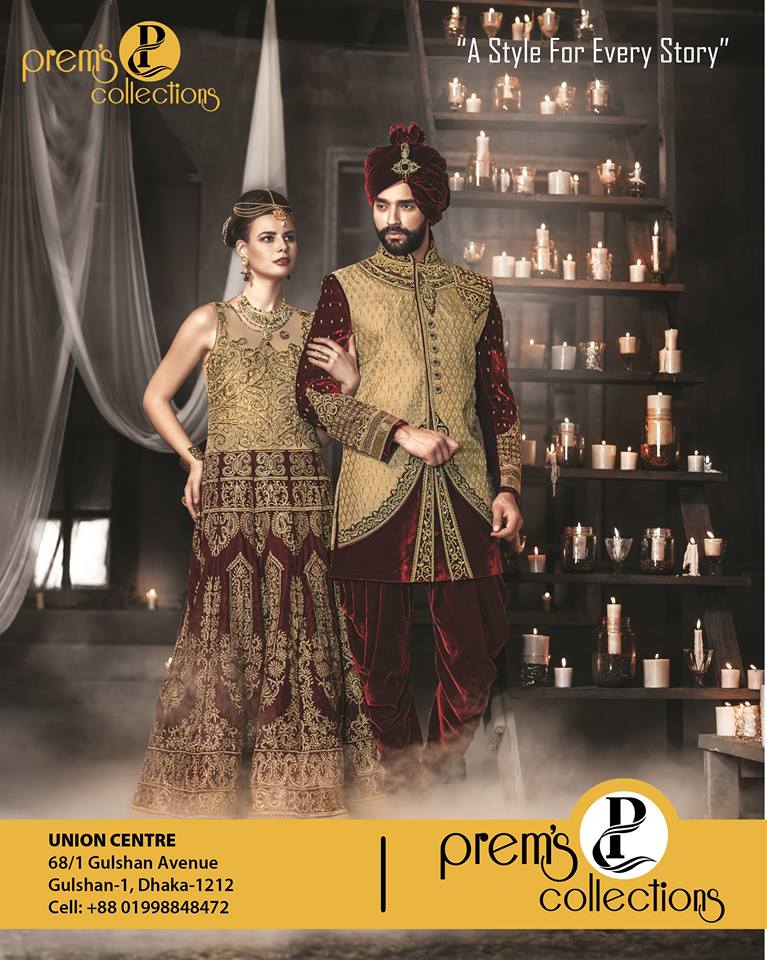 prem's
collections
"A Style For Every Story"
UNION CENTRE
68/1 Gulshan Avenue
Gulshan-1, Dhaka-1212
Cell: +88 01998848472
prem's
collections